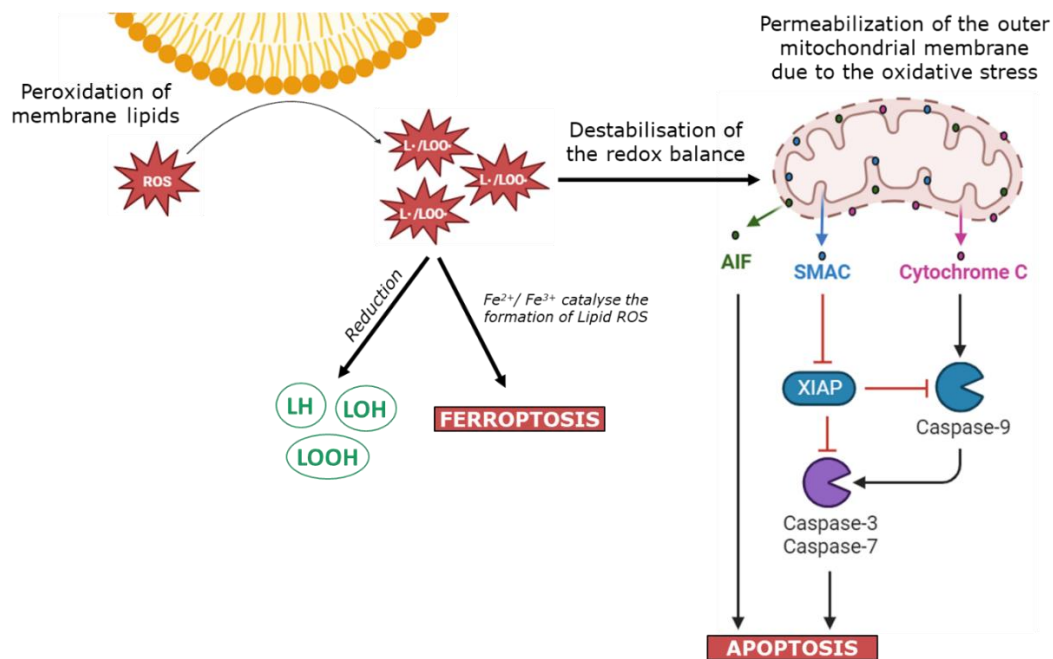 Permeabilization of the outer
mitochondrial membrane
due to the oxidative stress
Peroxidation of
membrane lipids
ROS
L· /LOO·
L· /LOO·
L· /LOO·
Destabilisation of
the redox balance
AIF
SMAC
Cytochrome C
Reduction
Fe²⁺/ Fe³⁺ catalyse the
formation of Lipid ROS
LH
LOH
LOOH
FERROPTOSIS
XIAP
Caspase-9
Caspase-3
Caspase-7
APOPTOSIS